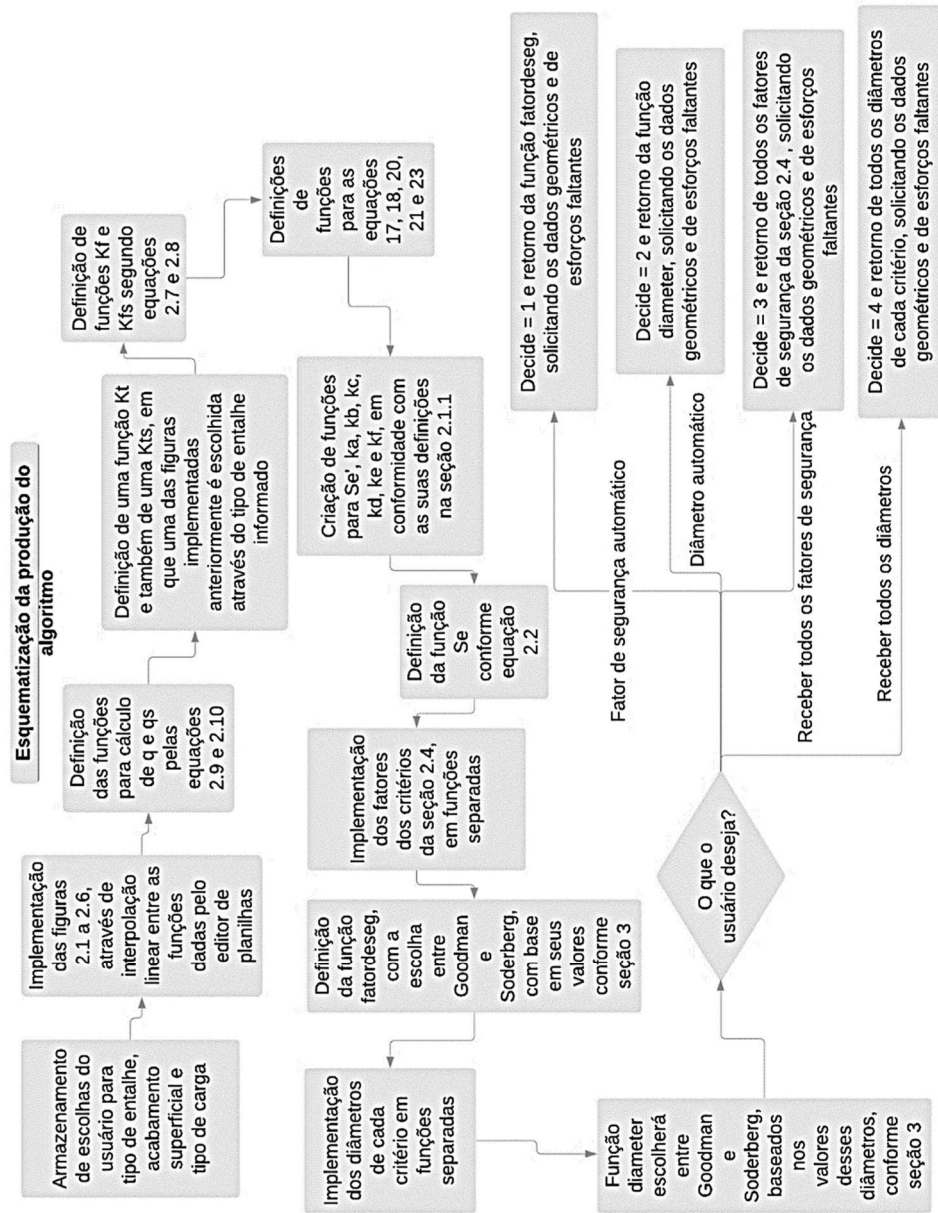 Esquematização da produção do
algoritmo
Armazenamento
de escolhas do
usuário para
tipo de entalhe,
acabamento
superficial e
tipo de carga
Implementação
das figuras
2.1 a 2.6,
através de
interpolação
linear entre as
funções
dadas pelo
editor de
planilhas
Definição
das funções
para cálculo
de q e qs
pelas
equações
2.9 e 2.10
Definição de uma função Kt
e também de uma Kts, em
que uma das figuras
implementadas
anteriormente é escolhida
através do tipo de entalhe
informado
Definição de
funções Kf e
Kfs segundo
equações
2.7 e 2.8
Definições
de
funções
para as
equações
17, 18, 20,
21 e 23
Criação de funções
para Se', ka, kb, kc,
kd, ke e kf, em
conformidade com
as suas definições
na seção 2.1.1
Definição
da função
Se
conforme
equação
2.2
Implementação
dos fatores
dos critérios
da seção 2.4,
em funções
separadas
Definição
da função
fatordeseg,
com a
escolha
entre
Goodman
e
Soderberg,
com base
em seus
valores
conforme
seção 3
Implementação
dos diâmetros
de cada
critério em
funções
separadas
Função
diameter
escolherá
entre
Goodman
e
Soderberg,
baseados
nos
valores
desses
diâmetros,
conforme
seção 3
O que o
usuário deseja?
Fator de segurança automático
Decide = 1 e retorno da função fatordeseg,
solicitando os dados geométricos e de
esforços faltantes
Diâmetro automático
Decide = 2 e retorno da função
diameter, solicitando os dados
geométricos e de esforços faltantes
Receber todos os fatores de segurança
Decide = 3 e retorno de todos os fatores
de segurança da seção 2.4 , solicitando
os dados geométricos e de esforços
faltantes
Receber todos os diâmetros
Decide = 4 e retorno de todos os diâmetros
de cada critério, solicitando os dados
geométricos e de esforços faltantes